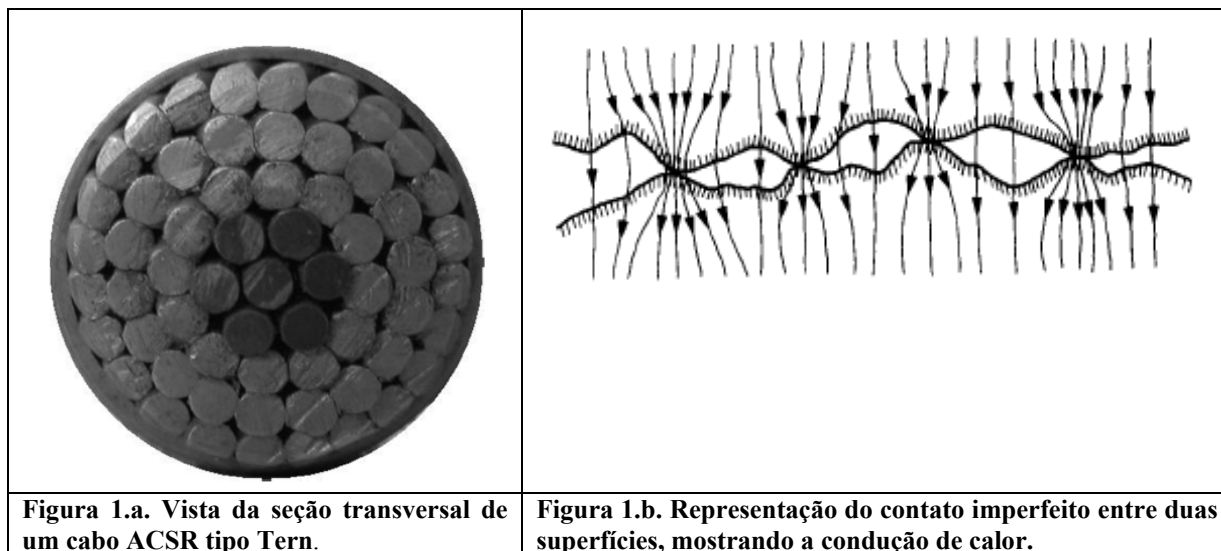 Figura 1.a. Vista da seção transversal de
um cabo ACSR tipo Tern.
Figura 1.b. Representação do contato imperfeito entre duas
superfícies, mostrando a condução de calor.